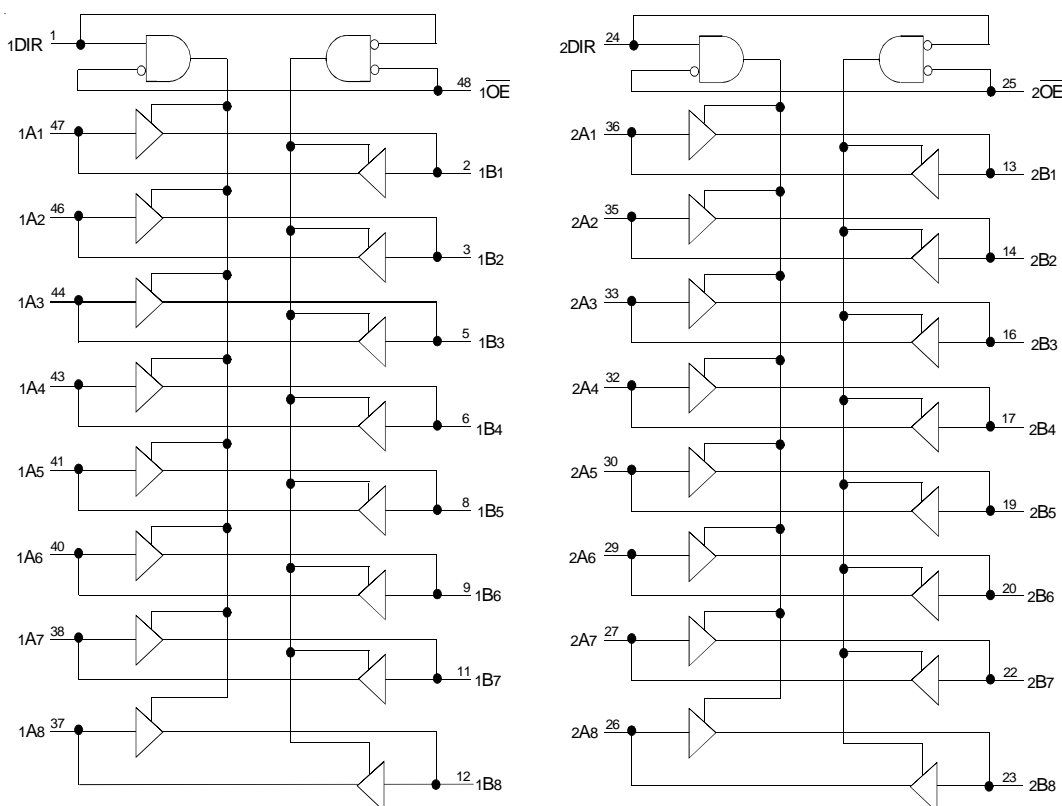 1DIR 1 2DIR 24
48 1OE 25 2OE
1A1 47 2A1 36
2 1B1 13 2B1
1A2 46 2A2 35
3 1B2 14 2B2
1A3 44 2A3 33
5 1B3 16 2B3
1A4 43 2A4 32
6 1B4 17 2B4
1A5 41 2A5 30
8 1B5 19 2B5
1A6 40 2A6 29
9 1B6 20 2B6
1A7 38 2A7 27
11 1B7 22 2B7
1A8 37 2A8 26
12 1B8 23 2B8